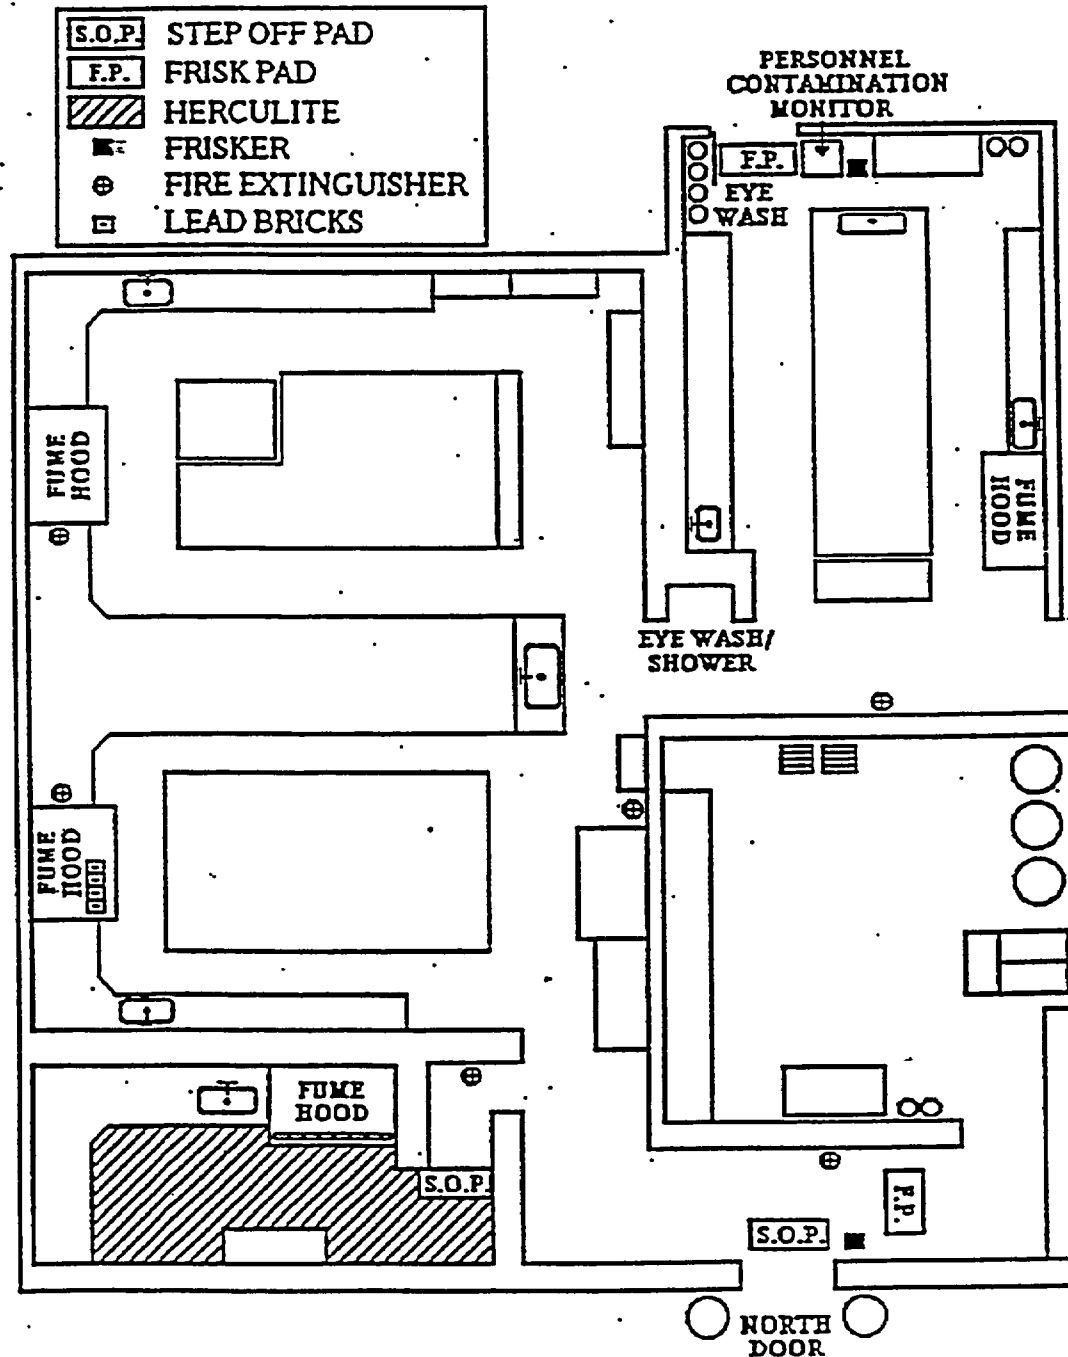 S.O.P. STEP OFF PAD
F.P. FRISK PAD
HERCULITE
FRISKER
FIRE EXTINGUISHER
LEAD BRICKS
PERSONNEL
CONTAMINATION
MONITOR
F.P.
EYE
WASH
FUME
HOOD
FUME
HOOD
EYE WASH/
SHOWER
FUME
HOOD
FUME
HOOD
S.O.P.
F.P.
S.O.P.
NORTH
DOOR